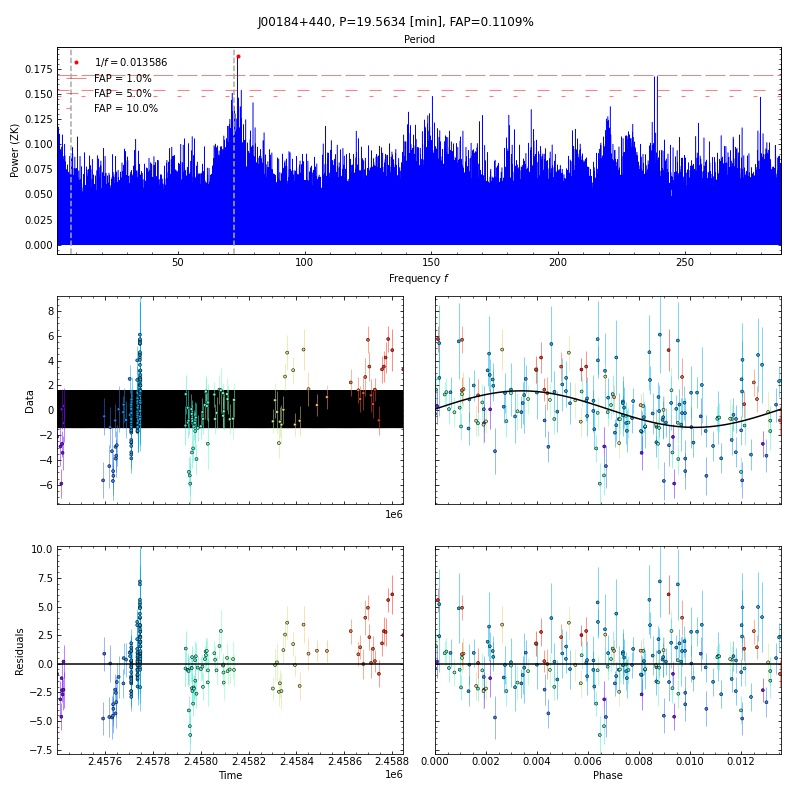 J00184+440, P=19.5634 [min], FAP=0.1109%
Period
Power (ZK)
0.175
0.150
0.125
0.100
0.075
0.050
0.025
0.000
1/f = 0.013586
FAP = 1.0%
FAP = 5.0%
FAP = 10.0%
50 100 150 200 250
Frequency f
Data
8
6
4
2
0
−2
−4
−6
1e6
Residuals
10.0
7.5
5.0
2.5
0.0
−2.5
−5.0
−7.5
2.4576 2.4578 2.4580 2.4582 2.4584 2.4586 2.4588
1e6
Time
0.000 0.002 0.004 0.006 0.008 0.010 0.012
Phase